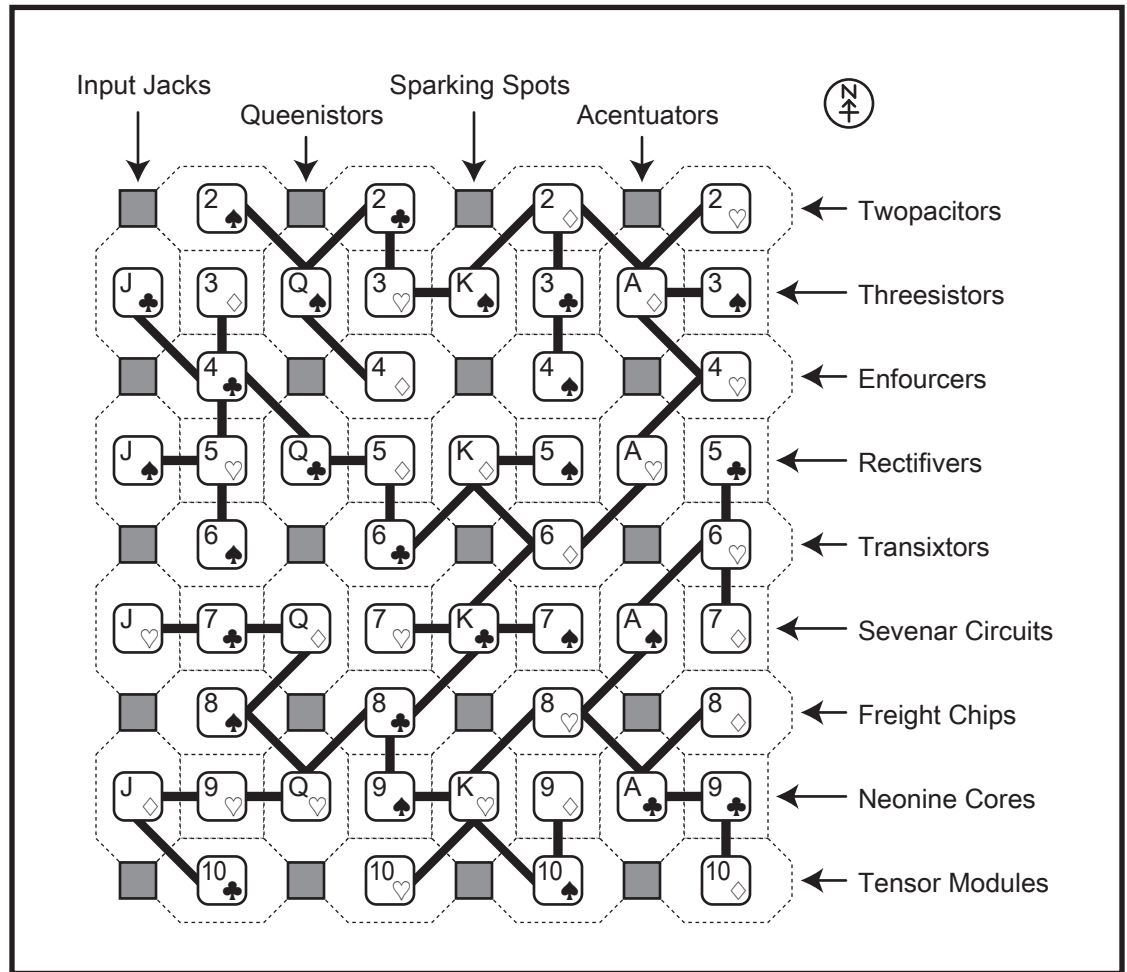 Input Jacks Sparking Spots
Queenistors Acentuators
N
2♠ 2♣ 2♢ 2♡ Twopacitors
J♣ 3♢ Q♠ 3♡ K♠ 3♣ A♢ 3♠ Threesistors
4♣ 4♢ 4♠ 4♡ Enfourcers
J♠ 5♡ Q♣ 5♢ K♢ 5♠ A♡ 5♣ Rectifivers
6♠ 6♣ 6♢ 6♡ Transixtors
J♡ 7♣ Q♢ 7♡ K♣ 7♠ A♠ 7♢ Sevenar Circuits
8♠ 8♣ 8♡ 8♢ Freight Chips
J♢ 9♡ Q♡ 9♠ K♡ 9♢ A♣ 9♣ Neonine Cores
10♣ 10♡ 10♠ 10♢ Tensor Modules